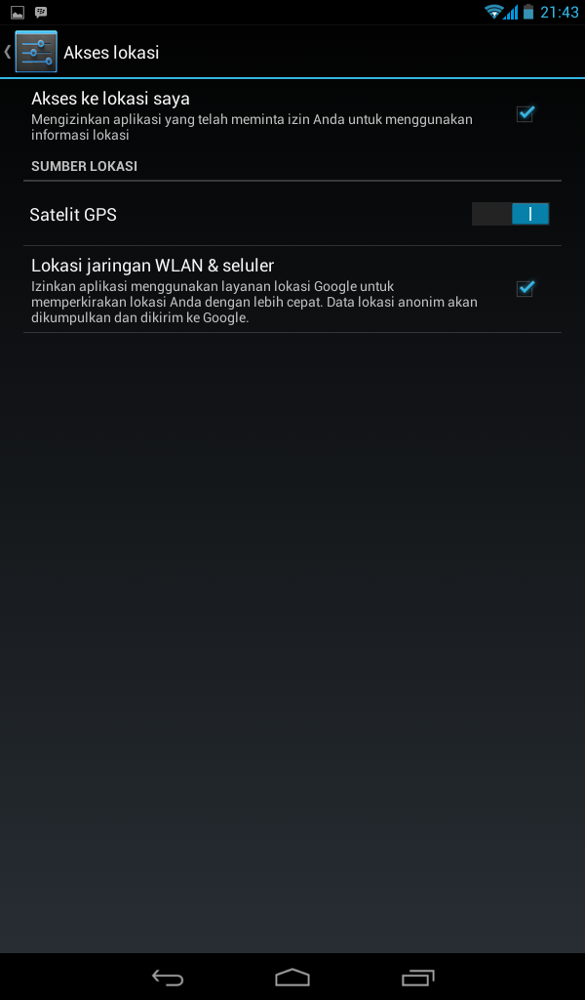 21:43
Akses lokasi
Akses ke lokasi saya
Mengizinkan aplikasi yang telah meminta izin Anda untuk menggunakan
informasi lokasi
SUMBER LOKASI
Satelit GPS
Lokasi jaringan WLAN & seluler
Izinkan aplikasi menggunakan layanan lokasi Google untuk
memperkirakan lokasi Anda dengan lebih cepat. Data lokasi anonim akan
dikumpulkan dan dikirim ke Google.